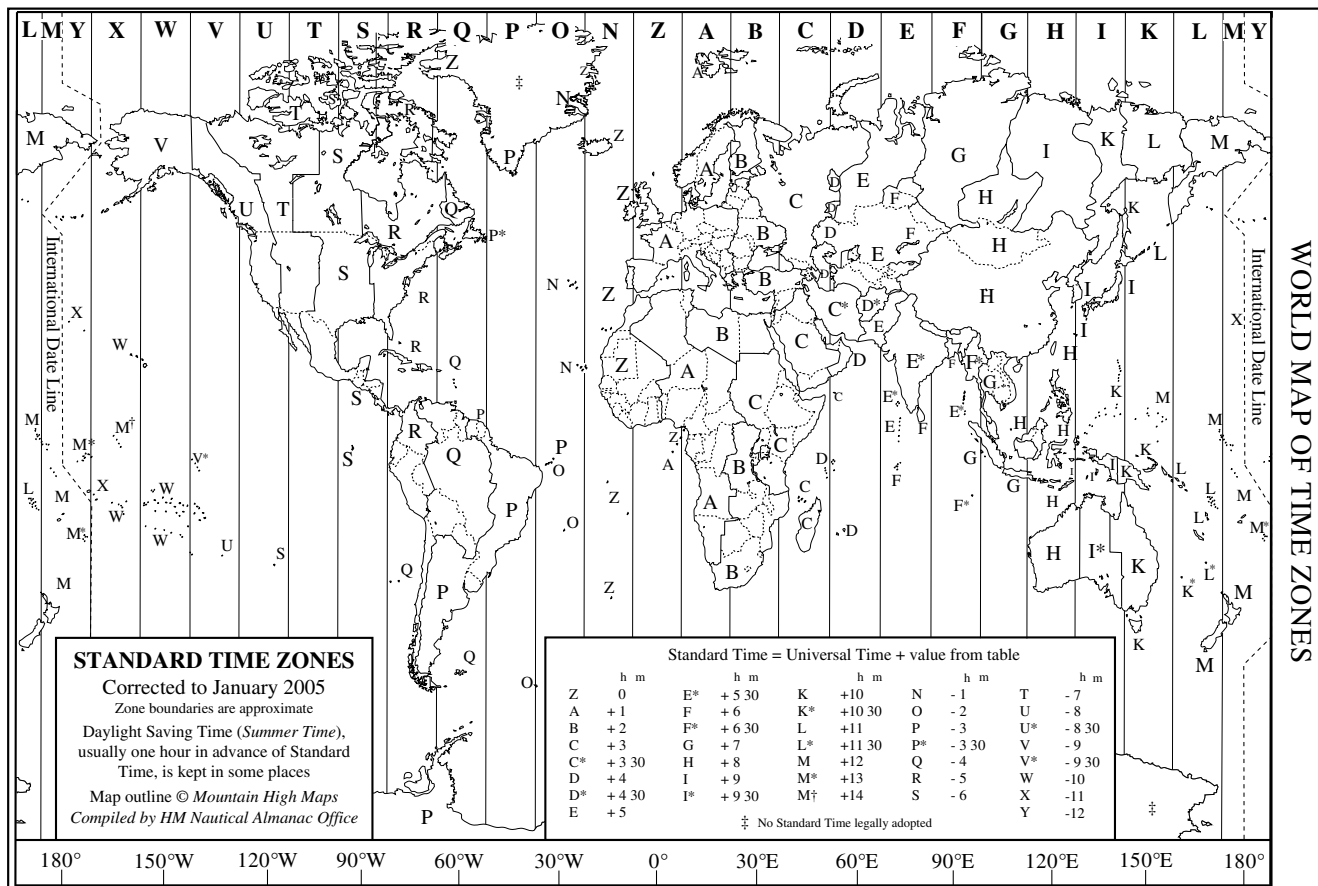 L M Y X W V U T S R Q P O N Z A B C D E F G H I K L M Y
Z ‡ Z A
T N
M V S P Z A B C E G I K L M
Z D F H
U T Q D K
R P* A B D F H L
S C E
N Z B D H I I
R C* D* I
X B C E X
W R Q N Z D E* F F* H
S A G K M
M M† P C C E* E* H H M
R E F
M* V* S Q P O Z A B C D G I K K
L X W N F G I L L
M W P Z A C C F* H M
M* W O D H I* K L M*
U S Q L*
M Z B K* M
P K M
Q O
P ‡
International Date Line
International Date Line
WORLD MAP OF TIME ZONES
STANDARD TIME ZONES
Corrected to January 2005
Zone boundaries are approximate
Daylight Saving Time (Summer Time),
usually one hour in advance of Standard
Time, is kept in some places
Map outline © Mountain High Maps
Compiled by HM Nautical Almanac Office
Standard Time = Universal Time + value from table
h m h m h m h m h m
Z 0 E* + 5 30 K +10 N - 1 T - 7
A + 1 F + 6 K* +10 30 O - 2 U - 8
B + 2 F* + 6 30 L +11 P - 3 U* - 8 30
C + 3 G + 7 L* +11 30 P* - 3 30 V - 9
C* + 3 30 H + 8 M +12 Q - 4 V* - 9 30
D + 4 I + 9 M* +13 R - 5 W -10
D* + 4 30 I* + 9 30 M† +14 S - 6 X -11
E + 5 Y -12
‡ No Standard Time legally adopted
180° 150°W 120°W 90°W 60°W 30°W 0° 30°E 60°E 90°E 120°E 150°E 180°